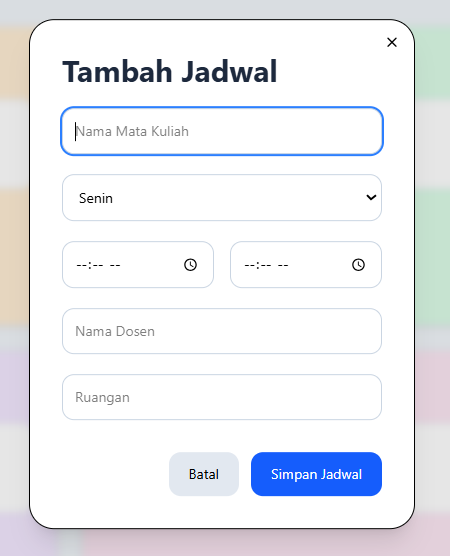 ×
Tambah Jadwal
Nama Mata Kuliah
Senin
--:-- -- --:-- --
Nama Dosen
Ruangan
Batal Simpan Jadwal